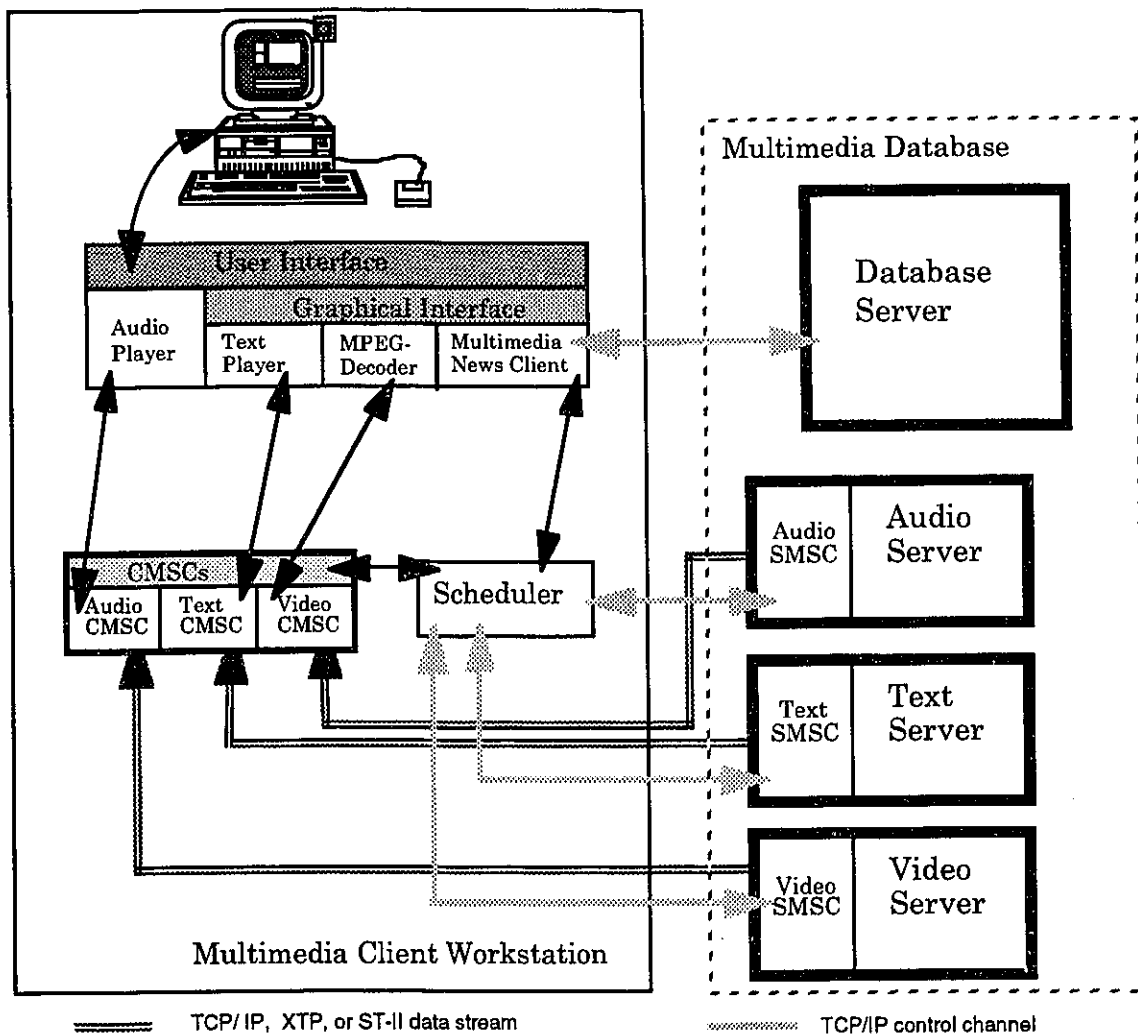 Multimedia Database
User Interface
Database
Server
Graphical Interface
Audio
Player
Text
Player
MPEG-
Decoder
Multimedia
News Client
Audio
SMSC
Audio
Server
CMSCs
Scheduler
Audio
CMSC
Text
CMSC
Video
CMSC
Text
SMSC
Text
Server
Video
SMSC
Video
Server
Multimedia Client Workstation
TCP/ IP, XTP, or ST-II data stream
TCP/IP control channel